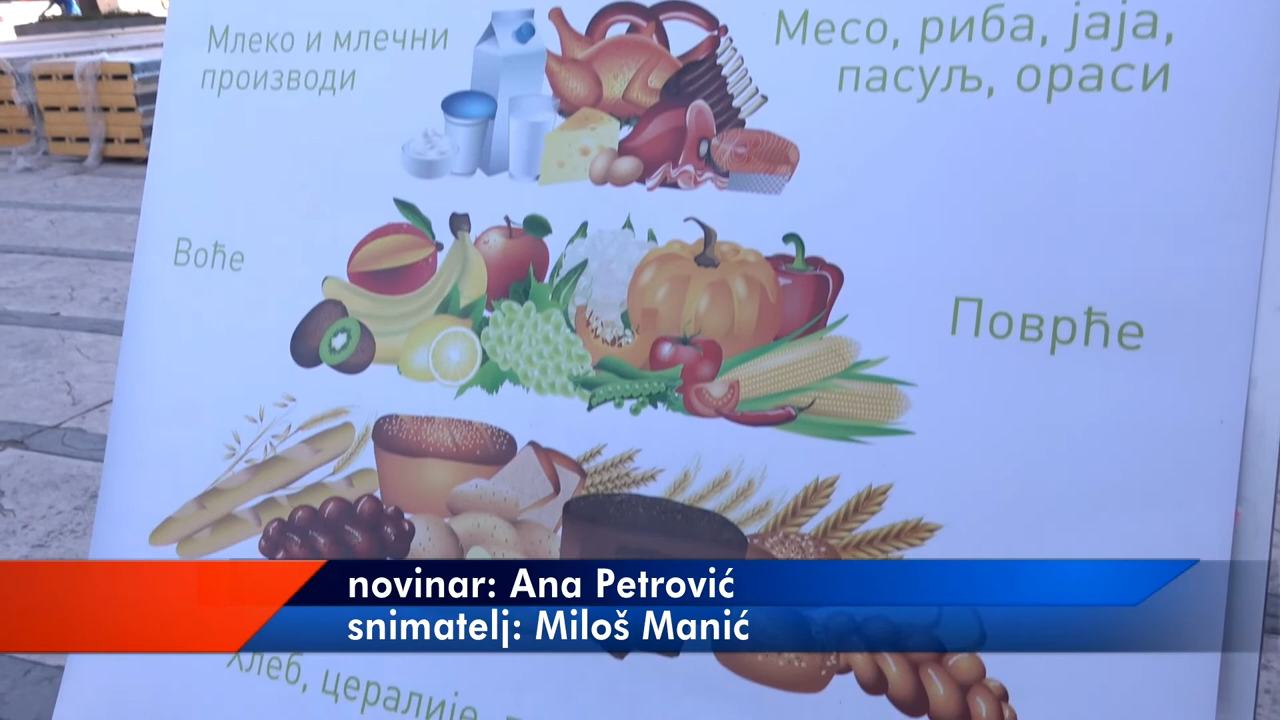 Млеко и млечни
производи
Месо, риба, јаја,
пасуљ, ораси
Воће
Поврће
novinar: Ana Petrović
snimatelj: Miloš Manić
Хлеб, цералије,